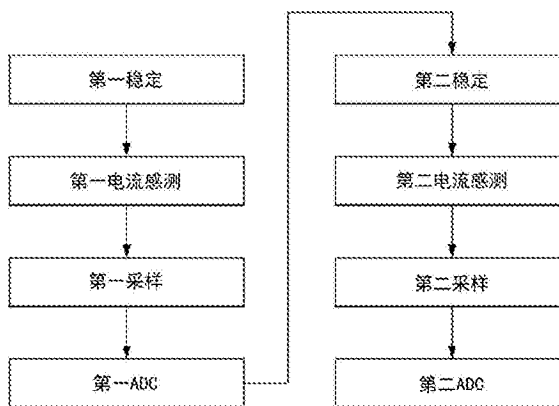 第一稳定
第一电流感测
第一采样
第一ADC
第二稳定
第二电流感测
第二采样
第二ADC